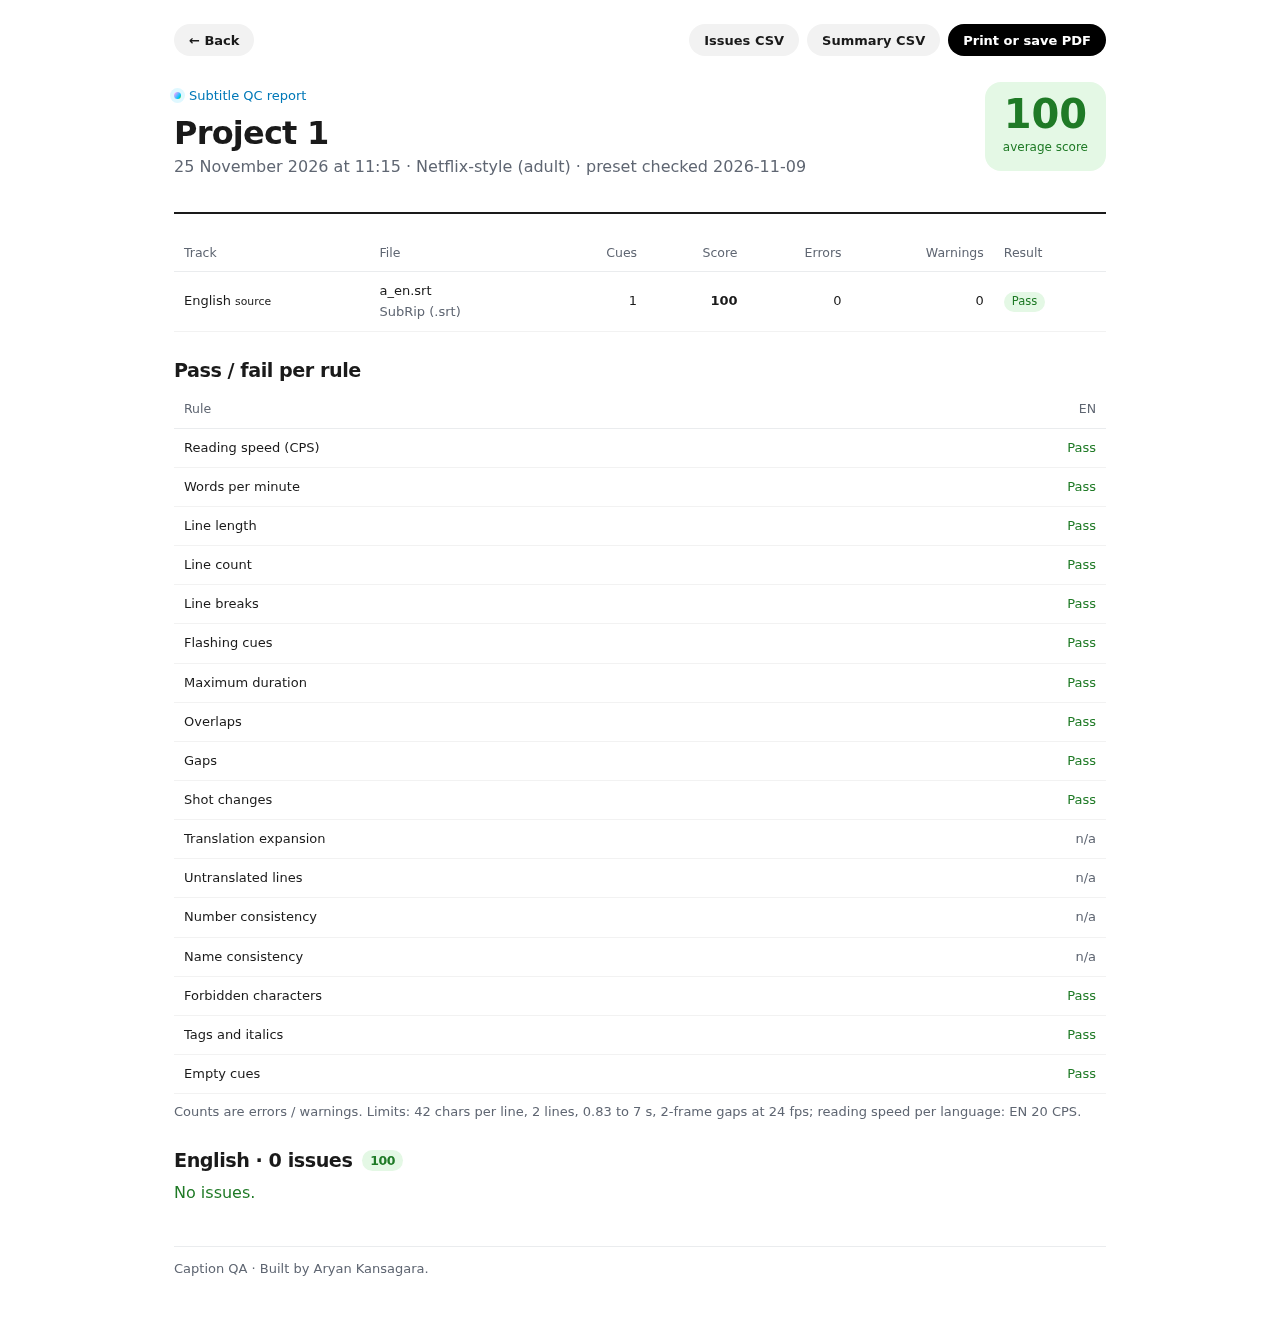 ← Back
Issues CSV
Summary CSV
Print or save PDF
Subtitle QC report
Project 1
25 November 2026 at 11:15 · Netflix-style (adult) · preset checked 2026-11-09
100
average score
Track File Cues Score Errors Warnings Result
English source a_en.srt SubRip (.srt) 1 100 0 0 Pass
Pass / fail per rule
Rule EN
Reading speed (CPS) Pass
Words per minute Pass
Line length Pass
Line count Pass
Line breaks Pass
Flashing cues Pass
Maximum duration Pass
Overlaps Pass
Gaps Pass
Shot changes Pass
Translation expansion n/a
Untranslated lines n/a
Number consistency n/a
Name consistency n/a
Forbidden characters Pass
Tags and italics Pass
Empty cues Pass
Counts are errors / warnings. Limits: 42 chars per line, 2 lines, 0.83 to 7 s, 2-frame gaps at 24 fps; reading speed per language: EN 20 CPS.
English · 0 issues 100
No issues.
Caption QA · Built by Aryan Kansagara.